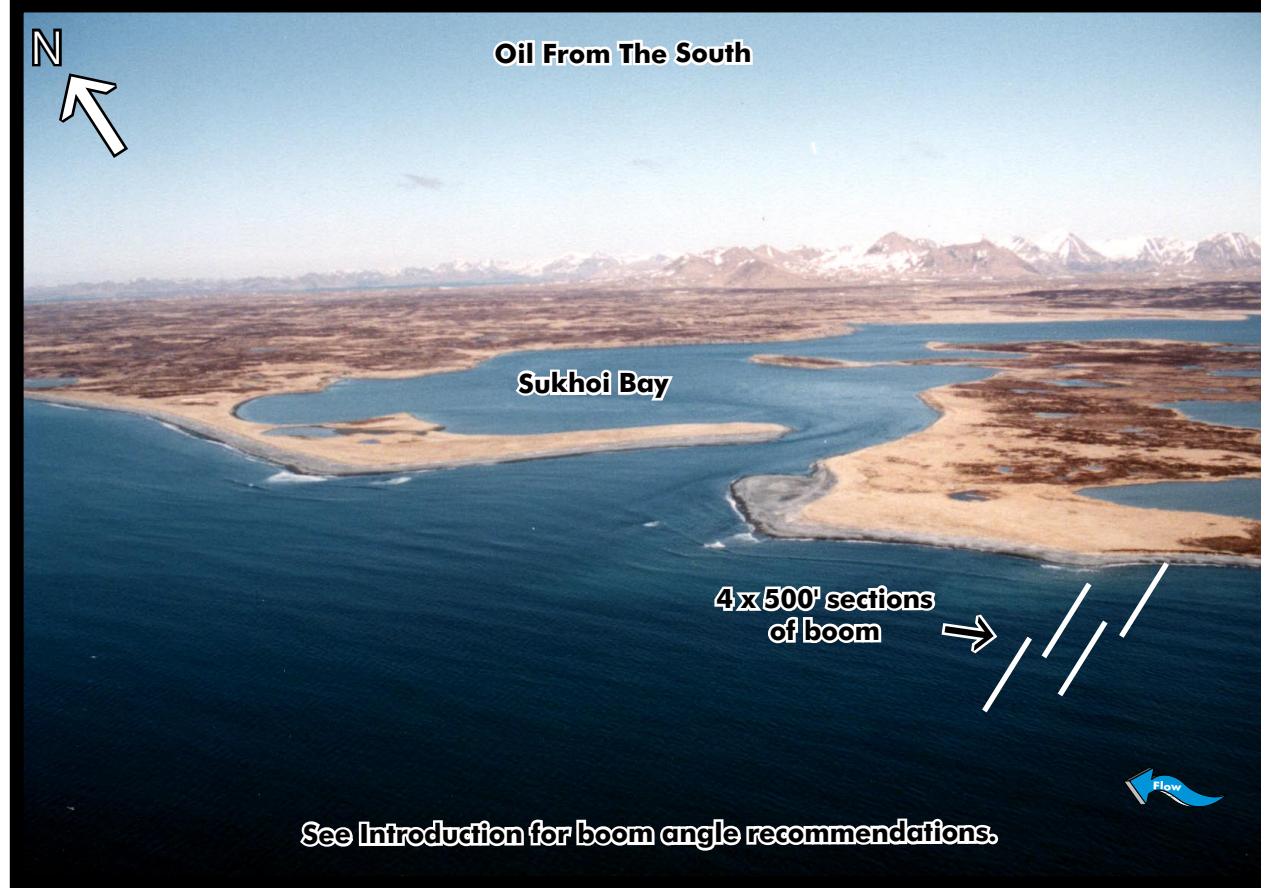 N
Oil From The South
Sukhoi Bay
4 x 500' sections
of boom
Flow
See Introduction for boom angle recommendations.